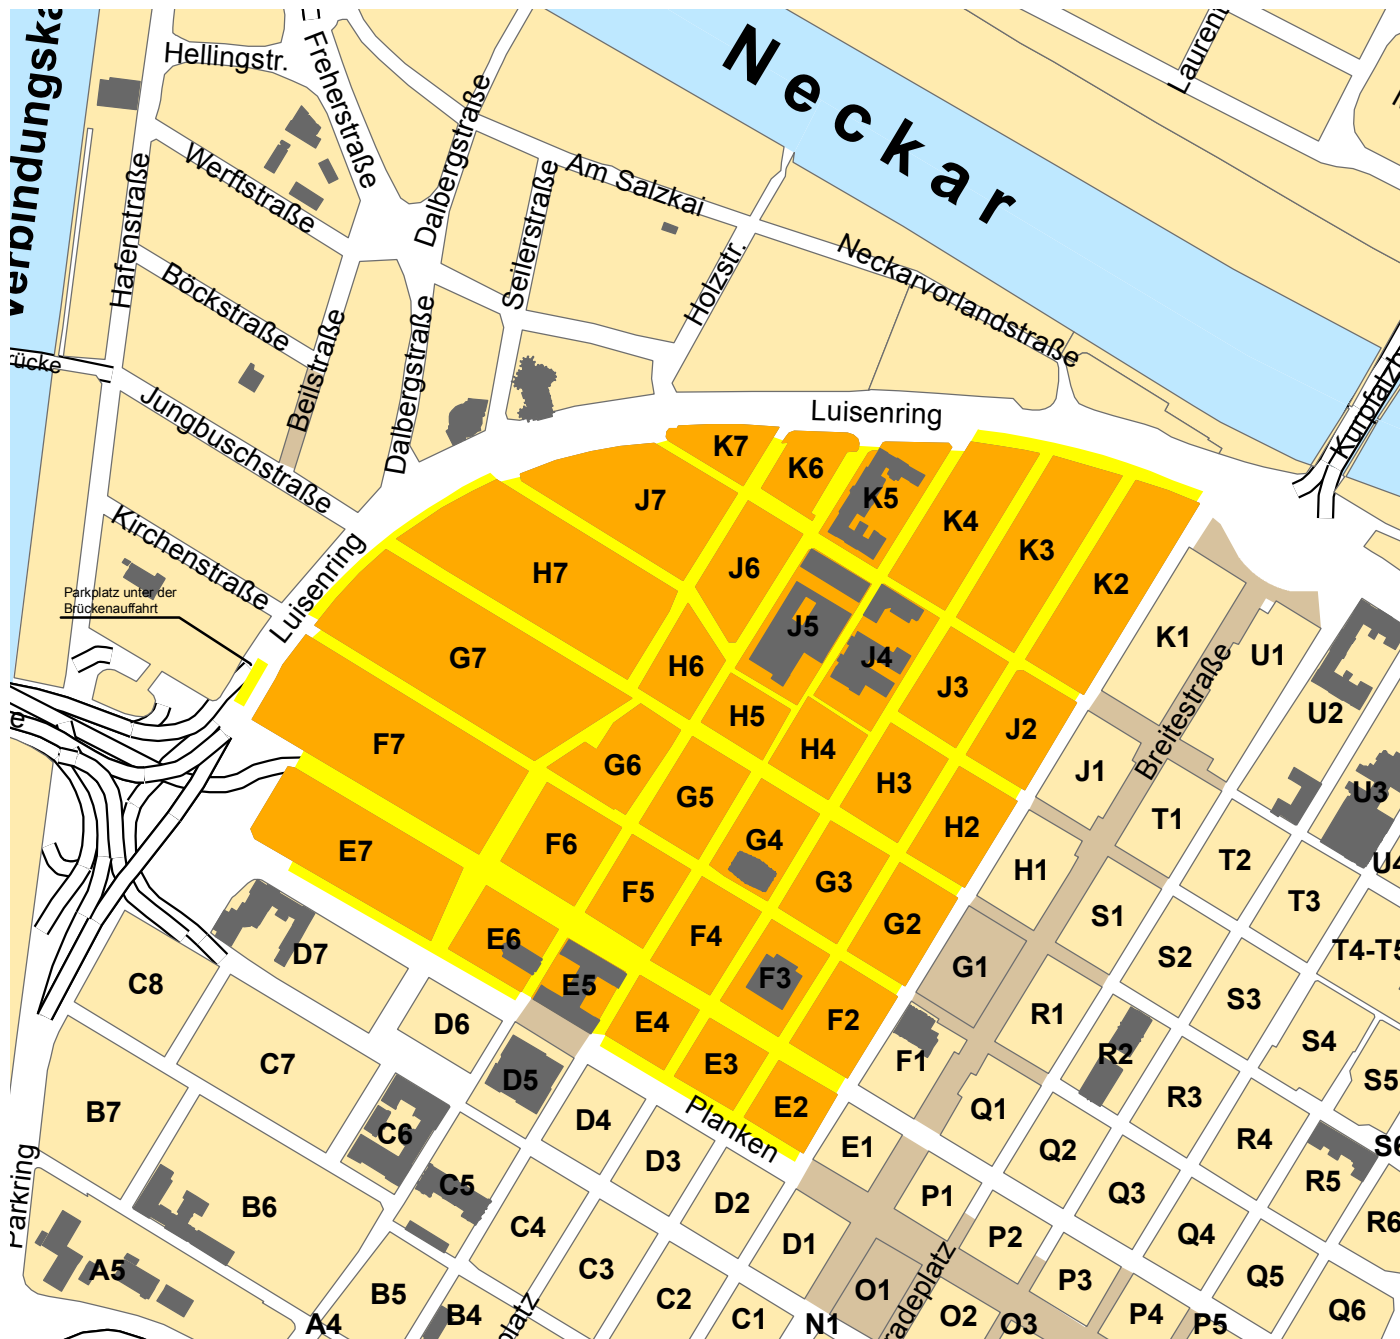 Verbindungska
Neckar
Laurent
Hellingstr.
Freherstraße
Dalbergstraße
Werftstraße
Hafenstraße
Am Salzkai
Seilerstraße
Holzstr.
Neckarvorlandstraße
Böckstraße
Beilstraße
Dalbergstraße
rücke
Jungbuschstraße
Kirchenstraße
Luisenring
Luisenring
Kurpfalzb
Parkplatz unter der
Brückenauffahrt
K7
K6
K5
K4
K3
K2
K1
J7
J6
J5
J4
J3
J2
J1
H7
H6
H5
H4
H3
H2
H1
G7
G6
G5
G4
G3
G2
G1
F7
F6
F5
F4
F3
F2
F1
E7
E6
E5
E4
E3
E2
E1
Planken
Breitestraße
U1
U2
U3
U4
T1
T2
T3
T4-T5
S1
S2
S3
S4
S5
S6
R1
R2
R3
R4
R5
R6
Q1
Q2
Q3
Q4
Q5
Q6
P1
P2
P3
P4
P5
O1
O2
O3
N1
radeplatz
D7
D6
D5
D4
D3
D2
D1
C8
C7
C6
C5
C4
C3
C2
C1
B7
B6
B5
B4
A5
A4
platz
Parkring
e